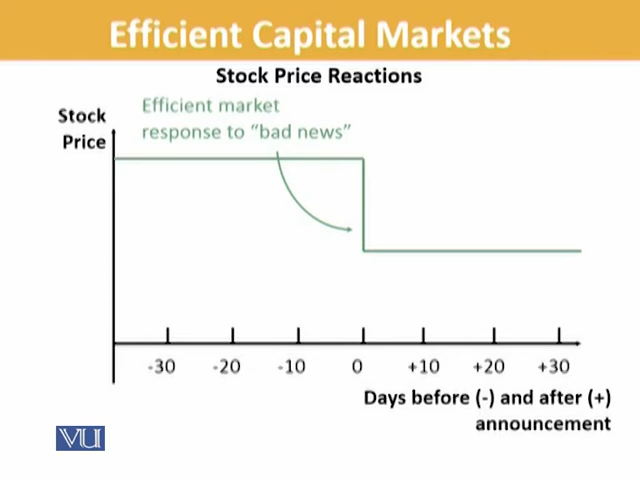 Efficient Capital Markets
Stock Price Reactions
Efficient market
response to “bad news”
Stock
Price
-30 -20 -10 0 +10 +20 +30
Days before (-) and after (+)
announcement
VU